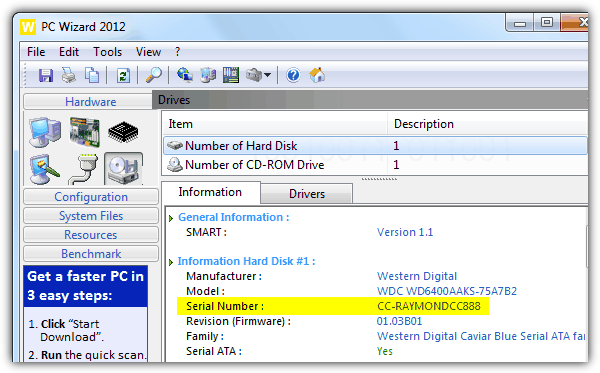 W PC Wizard 2012
File Edit Tools View ?
Hardware
Configuration
System Files
Resources
Benchmark
Get a faster PC in
3 easy steps:
1. Click “Start
Download”.
2. Run the quick scan.
Drives
Item Description
Number of Hard Disk 1
Number of CD-ROM Drive 1
Information Drivers
General Information :
SMART : Version 1.1
Information Hard Disk #1 :
Manufacturer : Western Digital
Model : WDC WD6400AAKS-75A7B2
Serial Number : CC-RAYMONDCC888
Revision (Firmware) : 01.03B01
Family : Western Digital Caviar Blue Serial ATA fa
Serial ATA : Yes